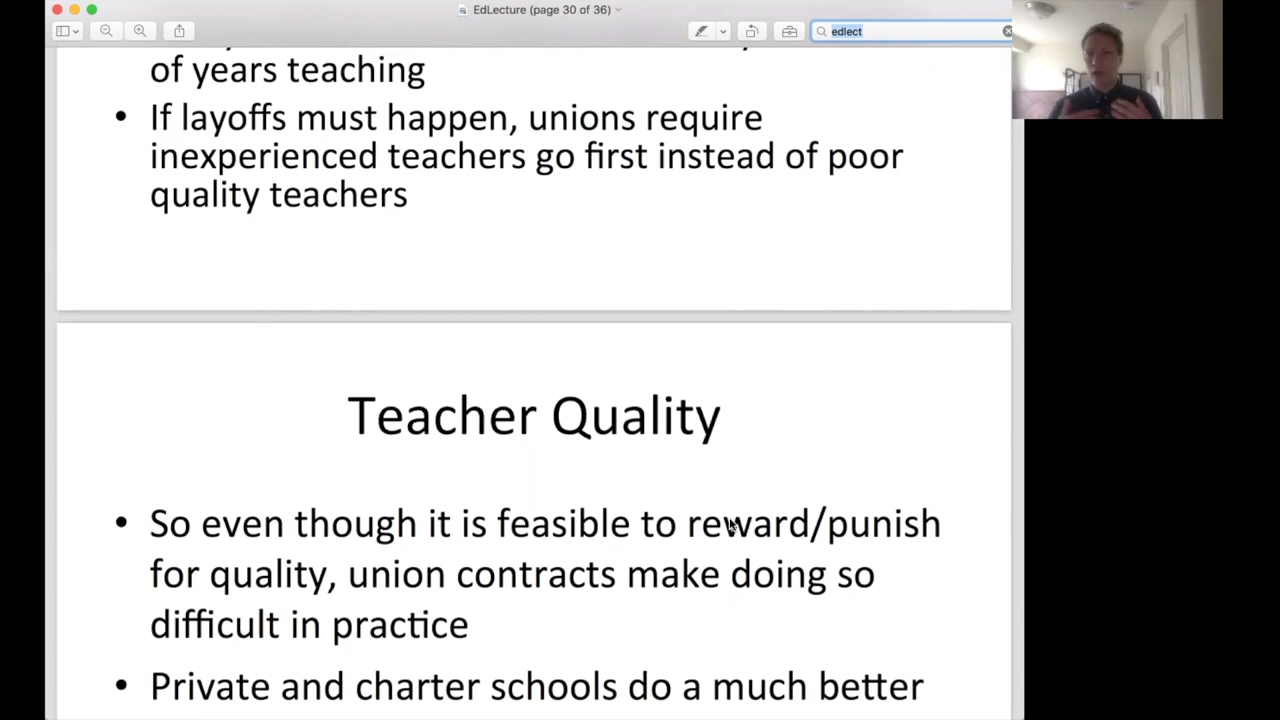 EdLecture (page 30 of 36)
edlect
of years teaching
• If layoffs must happen, unions require
inexperienced teachers go first instead of poor
quality teachers
Teacher Quality
• So even though it is feasible to reward/punish
for quality, union contracts make doing so
difficult in practice
• Private and charter schools do a much better